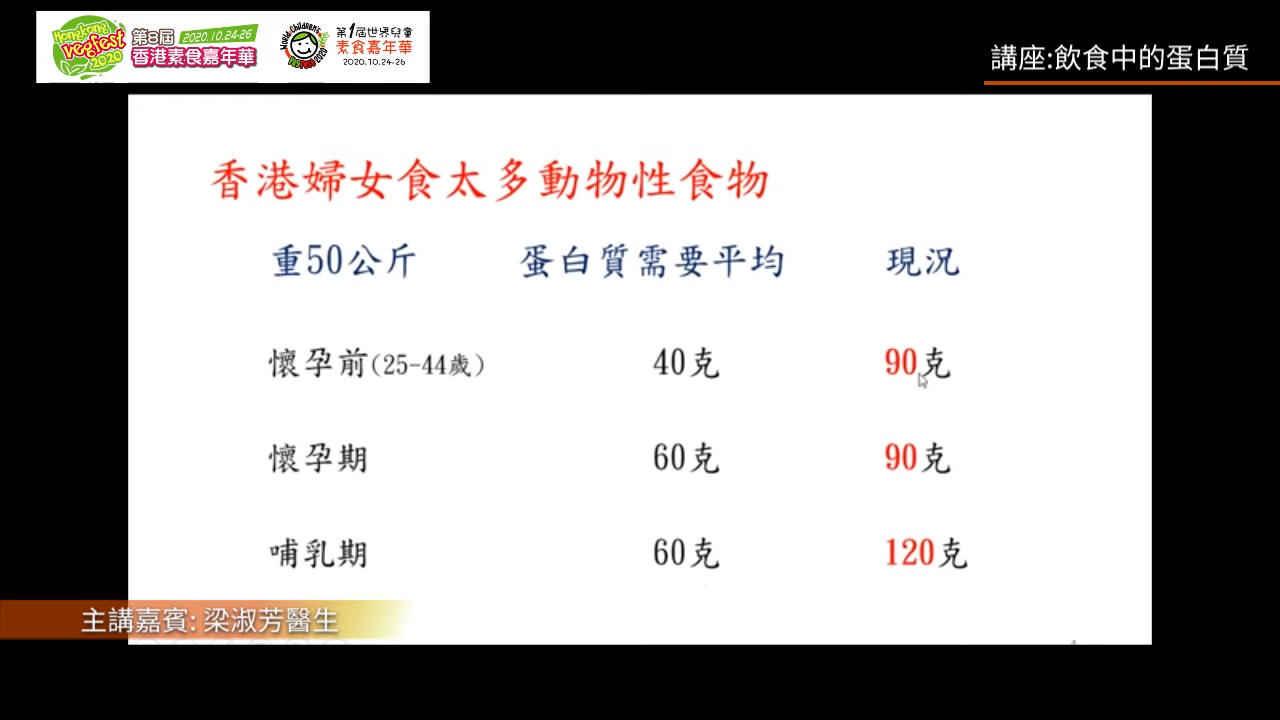 Hongkong
Vegfest
2020
第8屆
2020.10.24-26
香港素食嘉年華
第1屆世界兒童
素食嘉年華
2020.10.24-26
講座:飲食中的蛋白質
香港婦女食太多動物性食物
重50公斤 蛋白質需要平均 現況
懷孕前(25-44歲) 40克 90克
懷孕期 60克 90克
哺乳期 60克 120克
主講嘉賓: 梁淑芳醫生